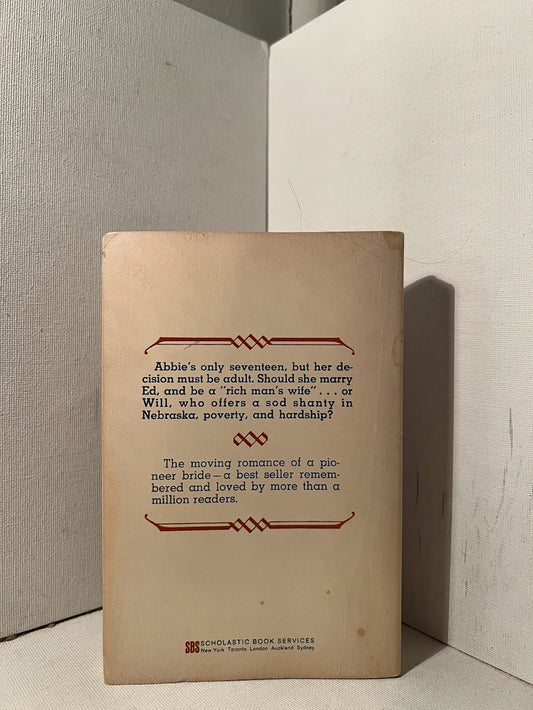 Abbie's only seventeen, but her de-
cision must be adult. Should she marry
Ed, and be a "rich man's wife" . . . or
Will, who offers a sod shanty in
Nebraska, poverty, and hardship?
The moving romance of a pio-
neer bride—a best seller remem-
bered and loved by more than a
million readers.
SBS SCHOLASTIC BOOK SERVICES
New York Toronto London Auckland Sydney